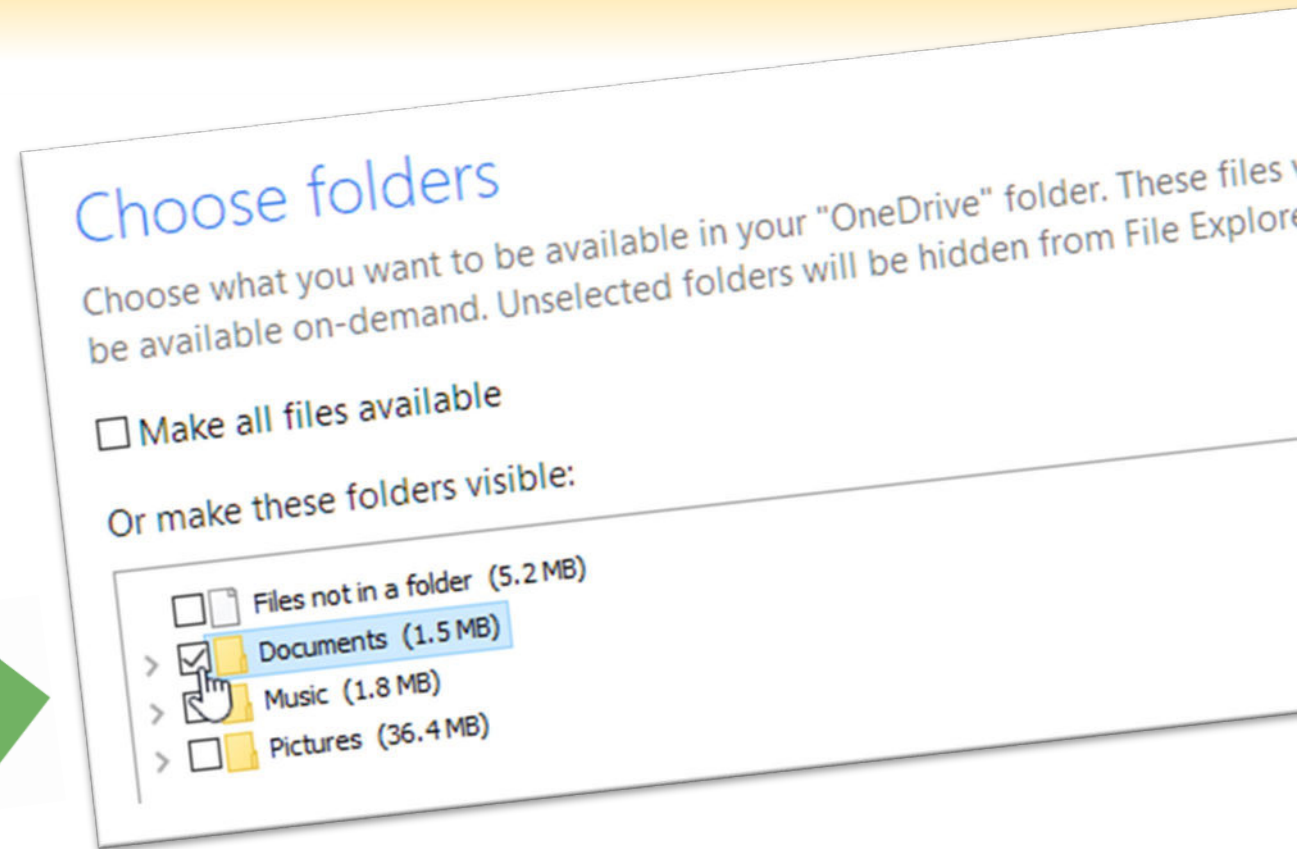 Choose folders
Choose what you want to be available in your "OneDrive" folder. These files
be available on-demand. Unselected folders will be hidden from File Explore
Make all files available
Or make these folders visible:
Files not in a folder (5.2 MB)
Documents (1.5 MB)
Music (1.8 MB)
Pictures (36.4 MB)